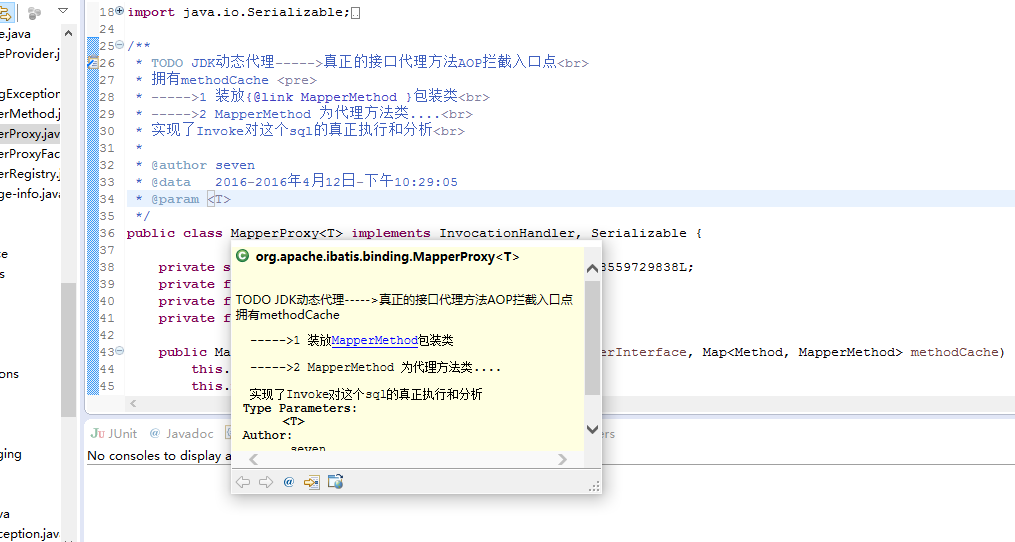 e.java
eProvider.j
gException
erMethod.j
erProxy.java
erProxyFac
erRegistry.j
ge-info.java
e
s
ons
ging
va
ception.jav
18 import java.io.Serializable;
24
25 /**
26  * TODO JDK动态代理----->真正的接口代理方法AOP拦截入口点<br>
27  * 拥有methodCache <pre>
28  * ----->1 装放{@link MapperMethod }包装类<br>
29  * ----->2 MapperMethod 为代理方法类....<br>
30  * 实现了Invoke对这个sql的真正执行和分析<br>
31  *
32  * @author seven
33  * @data   2016-2016年4月12日-下午10:29:05
34  * @param <T>
35  */
36 public class MapperProxy<T> implements InvocationHandler, Serializable {
37
38     private s 8559729838L;
39     private f
40     private f
41     private f
42
43     public Ma erInterface, Map<Method, MapperMethod> methodCache)
44         this.
45         this.
org.apache.ibatis.binding.MapperProxy<T>
TODO JDK动态代理----->真正的接口代理方法AOP拦截入口点
拥有methodCache
----->1 装放MapperMethod包装类
----->2 MapperMethod 为代理方法类....
实现了Invoke对这个sql的真正执行和分析
Type Parameters:
<T>
Author:
seven
JUnit @ Javadoc ers
No consoles to display a